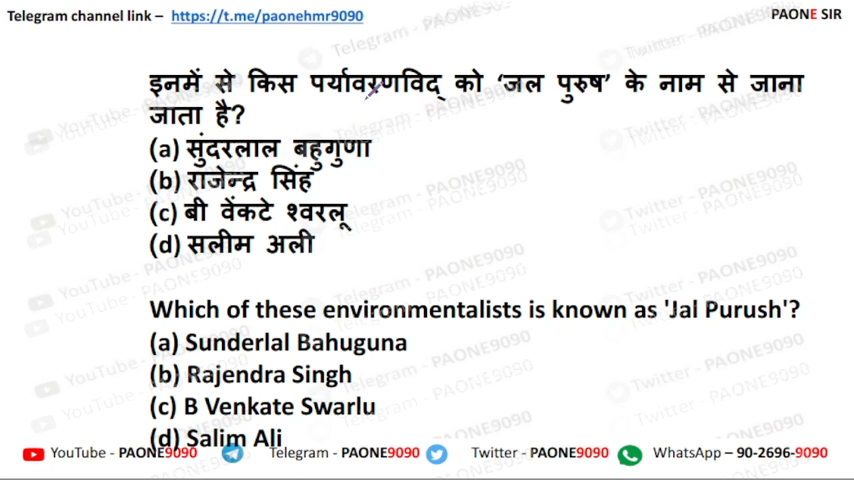 Telegram channel link – https://t.me/paonehmr9090 PAONE SIR
इनमें से किस पर्यावरणविद् को ‘जल पुरुष’ के नाम से जाना
जाता है?
(a) सुंदरलाल बहुगुणा
(b) राजेन्द्र सिंह
(c) बी वेंकटे श्वरलू
(d) सलीम अली
Which of these environmentalists is known as 'Jal Purush'?
(a) Sunderlal Bahuguna
(b) Rajendra Singh
(c) B Venkate Swarlu
(d) Salim Ali
YouTube - PAONE9090 Telegram - PAONE9090 Twitter - PAONE9090 WhatsApp – 90-2696-9090